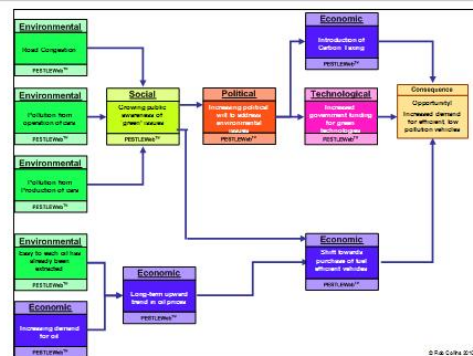 Environmental
Road Congestion
PESTLEWeb™
Environmental
Pollution from
operation of cars
PESTLEWeb™
Environmental
Pollution from
Production of cars
PESTLEWeb™
Social
Growing public
awareness of
'green' issues
PESTLEWeb™
Political
Increasing political
will to address
environmental
issues
PESTLEWeb™
Economic
Introduction of
Carbon Taxing
PESTLEWeb™
Technological
Increased
government funding
for green
technologies
PESTLEWeb™
Consequence
Opportunity!
Increased demand
for efficient, low
pollution vehicles
Environmental
Easy to reach oil has
already been
extracted
PESTLEWeb™
Economic
Increasing demand
for oil
PESTLEWeb™
Economic
Long-term upward
trend in oil prices
PESTLEWeb™
Economic
Shift towards
purchase of fuel
efficient vehicles
PESTLEWeb™
© Rob Collins